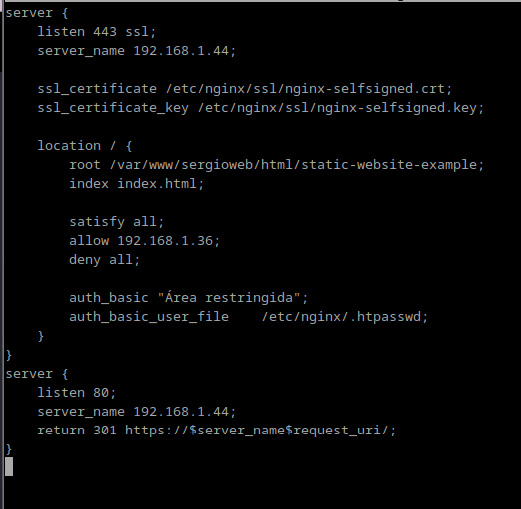 server {
    listen 443 ssl;
    server_name 192.168.1.44;

    ssl_certificate /etc/nginx/ssl/nginx-selfsigned.crt;
    ssl_certificate_key /etc/nginx/ssl/nginx-selfsigned.key;

    location / {
        root /var/www/sergioweb/html/static-website-example;
        index index.html;

        satisfy all;
        allow 192.168.1.36;
        deny all;

        auth_basic "Área restringida";
        auth_basic_user_file    /etc/nginx/.htpasswd;
    }
}
server {
    listen 80;
    server_name 192.168.1.44;
    return 301 https://$server_name$request_uri/;
}